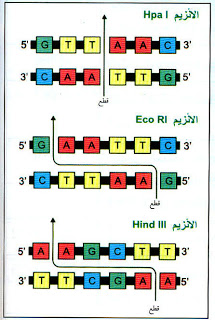 الأنزيم Hpa I
5' G T T A A C 3'
3' C A A T T G 5'
قطع
الأنزيم Eco RI
5' G A A T T C 3'
3' C T T A A G 5'
قطع
الأنزيم Hind III
5' A A G C T T 3'
3' T T C G A A 5'
قطع